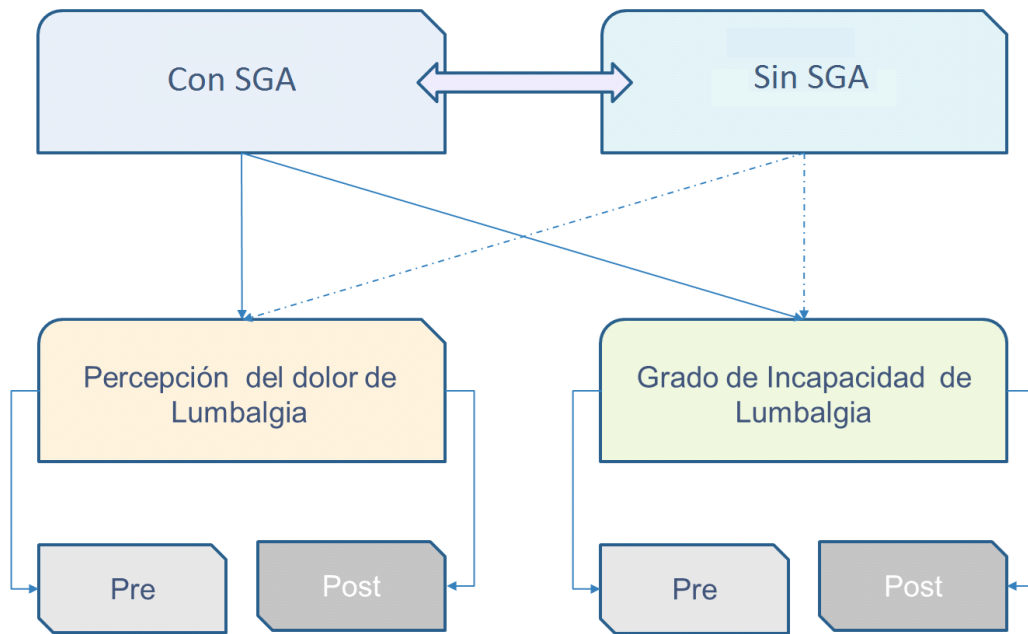 Con SGA
Sin SGA
Percepción del dolor de
Lumbalgia
Grado de Incapacidad de
Lumbalgia
Pre
Post
Pre
Post